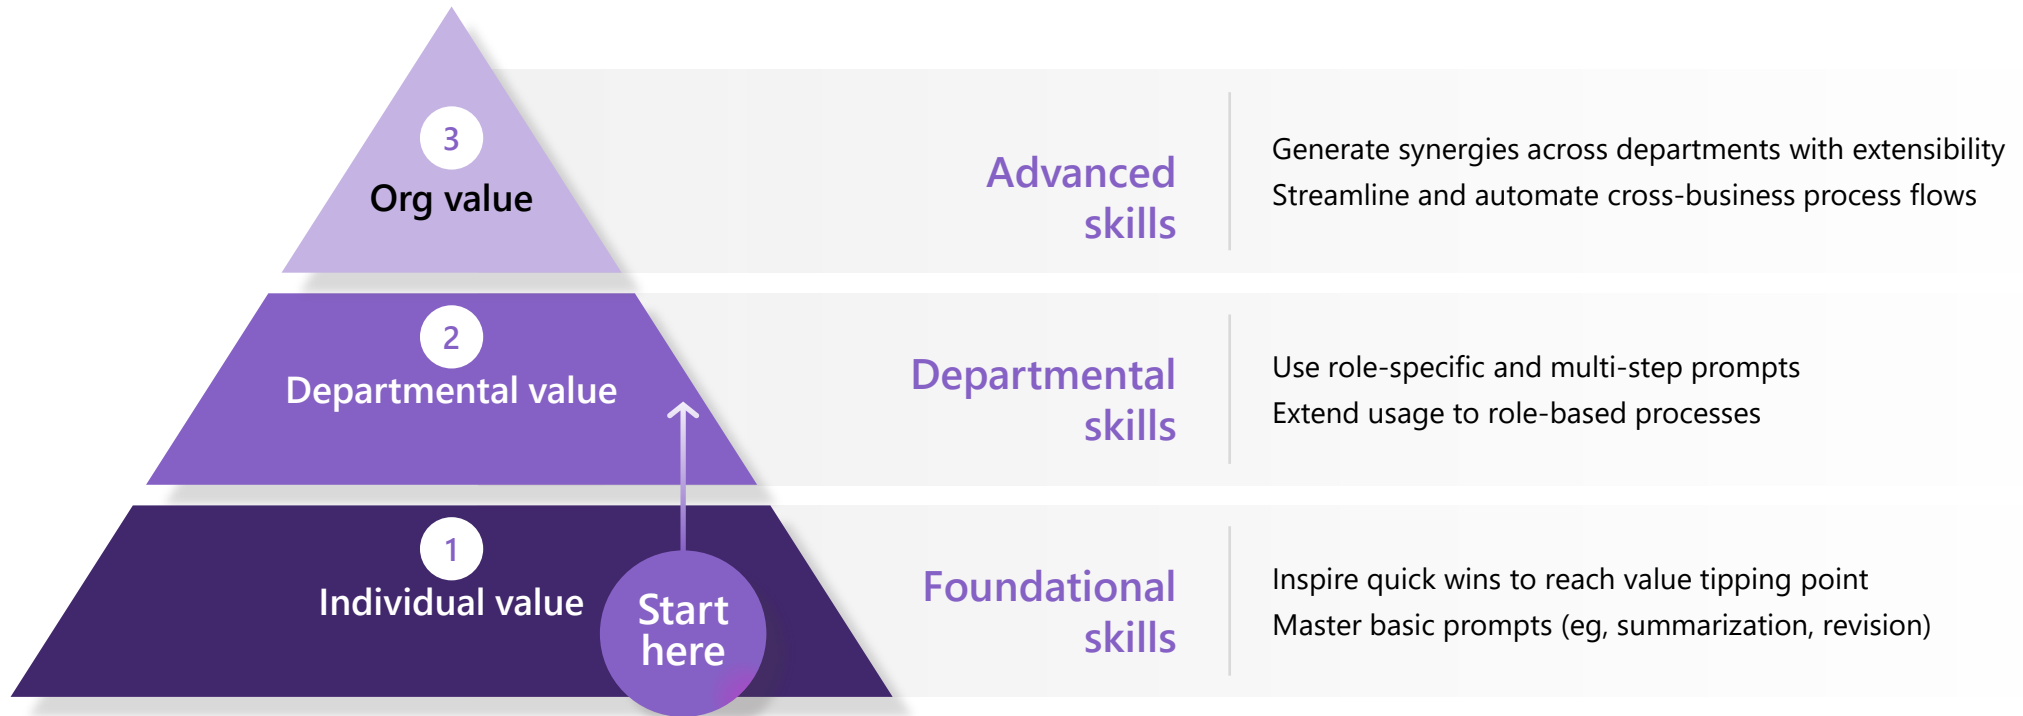 3
Org value
Advanced
skills
Generate synergies across departments with extensibility
Streamline and automate cross-business process flows
2
Departmental value
Departmental
skills
Use role-specific and multi-step prompts
Extend usage to role-based processes
1
Individual value
Start
here
Foundational
skills
Inspire quick wins to reach value tipping point
Master basic prompts (eg, summarization, revision)